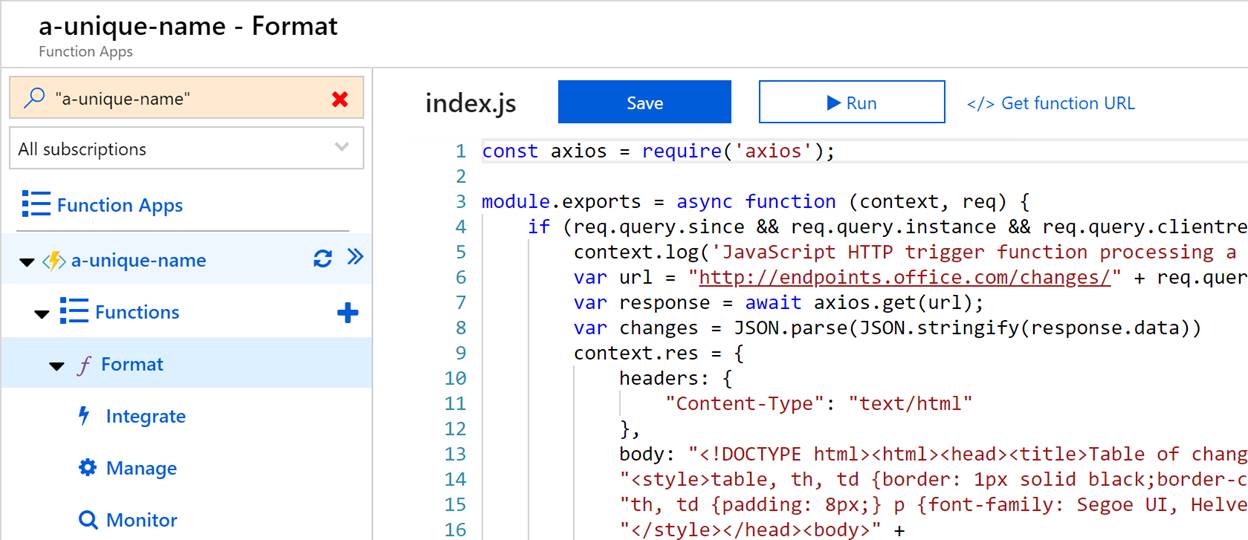 a-unique-name - Format
Function Apps
"a-unique-name"
All subscriptions
Function Apps
a-unique-name
Functions
Format
Integrate
Manage
Monitor
index.js
Save
Run
</> Get function URL
1 const axios = require('axios');
2
3 module.exports = async function (context, req) {
4 if (req.query.since && req.query.instance && req.query.clientre
5 context.log('JavaScript HTTP trigger function processing a
6 var url = "http://endpoints.office.com/changes/" + req.quer
7 var response = await axios.get(url);
8 var changes = JSON.parse(JSON.stringify(response.data))
9 context.res = {
10 headers: {
11 "Content-Type": "text/html"
12 },
13 body: "<!DOCTYPE html><html><head><title>Table of chang
14 "<style>table, th, td {border: 1px solid black;border-c
15 "th, td {padding: 8px;} p {font-family: Segoe UI, Helve
16 "</style></head><body>" +